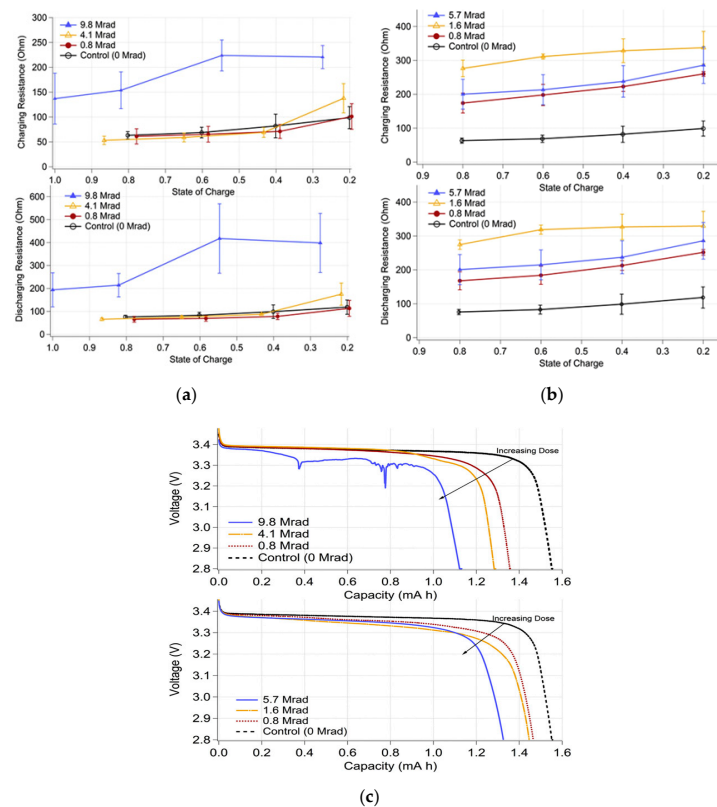 Charging Resistance (Ohm)
300
250
200
150
100
50
0
9.8 Mrad
4.1 Mrad
0.8 Mrad
Control (0 Mrad)
1.0 0.9 0.8 0.7 0.6 0.5 0.4 0.3 0.2
State of Charge
Discharging Resistance (Ohm)
600
500
400
300
200
100
0
9.8 Mrad
4.1 Mrad
0.8 Mrad
Control (0 Mrad)
1.0 0.9 0.8 0.7 0.6 0.5 0.4 0.3 0.2
State of Charge
(a)
Charging Resistance (Ohm)
400
300
200
100
0
5.7 Mrad
1.6 Mrad
0.8 Mrad
Control (0 Mrad)
0.9 0.8 0.7 0.6 0.5 0.4 0.3 0.2
State of Charge
Discharging Resistance (Ohm)
400
300
200
100
0
5.7 Mrad
1.6 Mrad
0.8 Mrad
Control (0 Mrad)
0.9 0.8 0.7 0.6 0.5 0.4 0.3 0.2
State of Charge
(b)
Voltage (V)
3.4
3.3
3.2
3.1
3.0
2.9
2.8
Increasing Dose
9.8 Mrad
4.1 Mrad
0.8 Mrad
Control (0 Mrad)
0.0 0.2 0.4 0.6 0.8 1.0 1.2 1.4 1.6
Capacity (mA h)
Voltage (V)
3.4
3.3
3.2
3.1
3.0
2.9
2.8
Increasing Dose
5.7 Mrad
1.6 Mrad
0.8 Mrad
Control (0 Mrad)
0.0 0.2 0.4 0.6 0.8 1.0 1.2 1.4 1.6
Capacity (mA h)
(c)